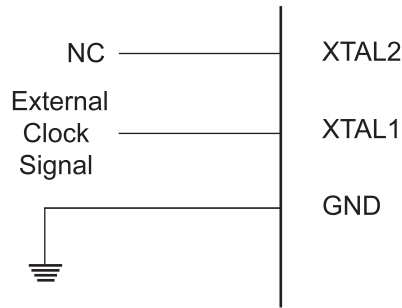 NC
XTAL2
External
Clock
Signal
XTAL1
GND